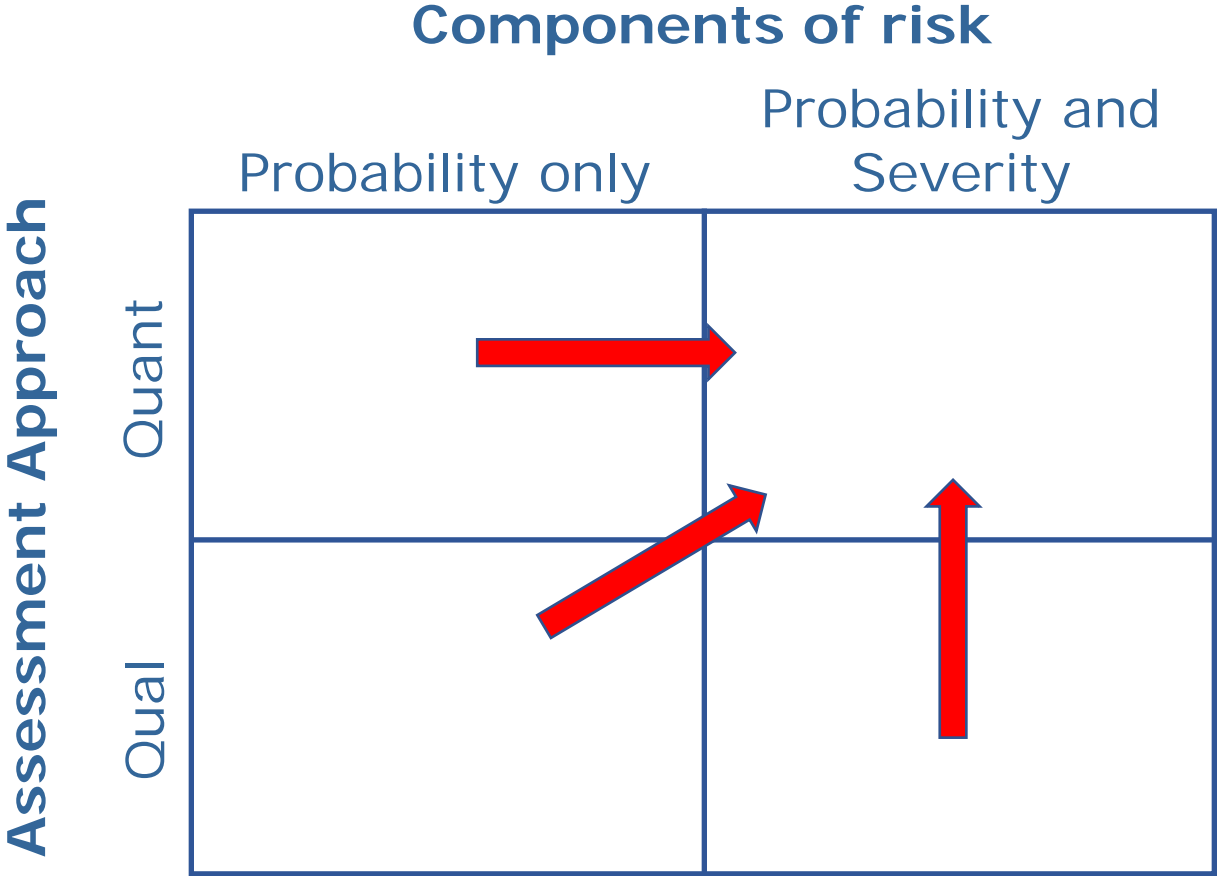 Components of risk
Probability and
Severity
Probability only
Assessment Approach
Quant
Qual